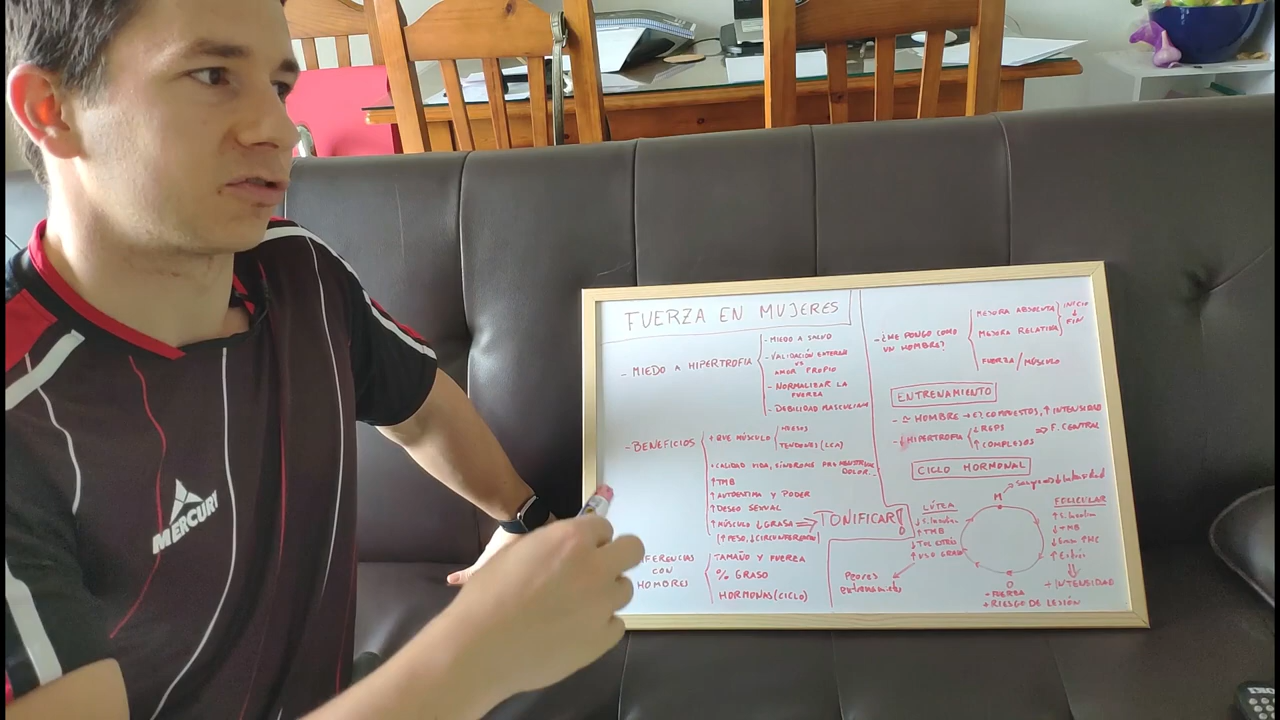 FUERZA EN MUJERES
- MIEDO A HIPERTROFIA
- MIEDO A SALUD
- VALIDACIÓN EXTERNA
VS
AMOR PROPIO
- NORMALIZAR LA
FUERZA
- DEBILIDAD MASCULINA
- BENEFICIOS
+ QUE MÚSCULO
HUESOS
TENDONES (LCA)
↑ CALIDAD VIDA, SÍNDROME PREMENSTRUAL
DOLOR...
↑ TMB
↑ AUTOESTIMA Y PODER
↑ DESEO SEXUAL
↑ MÚSCULO ↓ GRASA ⇒ TONIFICAR
[↑ PESO, ↓ CIRCUNFERENCIA]
DIFERENCIAS
CON
HOMBRES
TAMAÑO Y FUERZA
% GRASO
HORMONAS (CICLO)
- ¿ME PONGO COMO
UN HOMBRE?
MEJORA ABSOLUTA
MEJORA RELATIVA
INICIO
↓
FIN
FUERZA / MÚSCULO
ENTRENAMIENTO
- ≃ HOMBRE → COMPUESTOS, ↑ INTENSIDAD
- HIPERTROFIA
↓ REPS
↑ COMPLEJOS
⇒ F. CENTRAL
CICLO HORMONAL
M
LÚTEA
↓ S. Insulina
↑ TMB
↑ USO GRASA
Peores
entrenamientos
FOLICULAR
↑ S. Insulina
↓ TMB
+ INTENSIDAD
O
- FUERZA
+ RIESGO DE LESIÓN
MERCURY